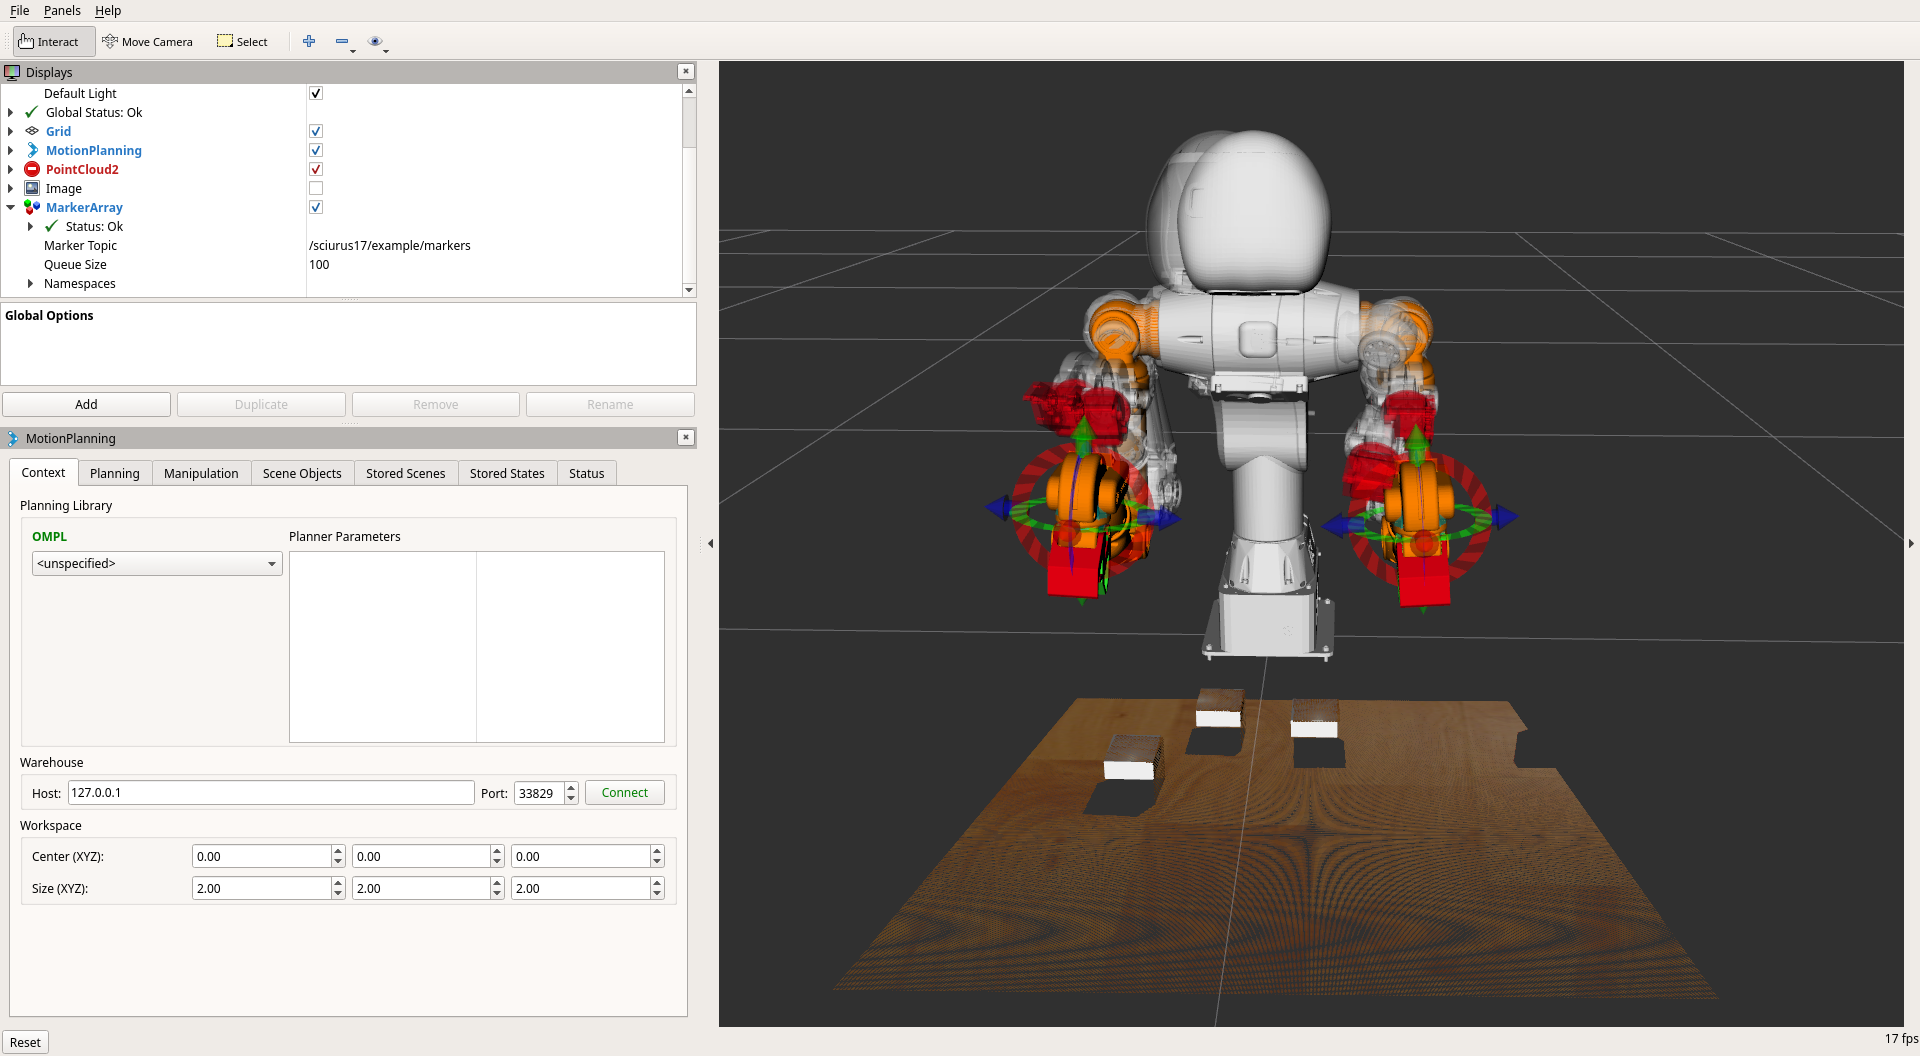 File Panels Help
Interact Move Camera Select
Displays
Default Light
Global Status: Ok
Grid
MotionPlanning
PointCloud2
Image
MarkerArray
Status: Ok
Marker Topic /sciurus17/example/markers
Queue Size 100
Namespaces
Global Options
Add Duplicate Remove Rename
MotionPlanning
Context Planning Manipulation Scene Objects Stored Scenes Stored States Status
Planning Library
OMPL Planner Parameters
<unspecified>
Warehouse
Host: 127.0.0.1 Port: 33829 Connect
Workspace
Center (XYZ): 0.00 0.00 0.00
Size (XYZ): 2.00 2.00 2.00
Reset 17 fps